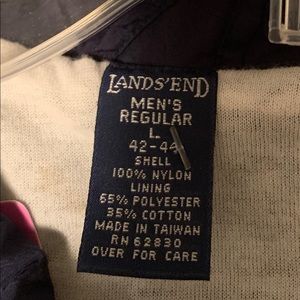 LANDS' END
MEN'S
REGULAR
L
42-44
SHELL
100% NYLON
LINING
65% POLYESTER
35% COTTON
MADE IN TAIWAN
RN 62830
OVER FOR CARE